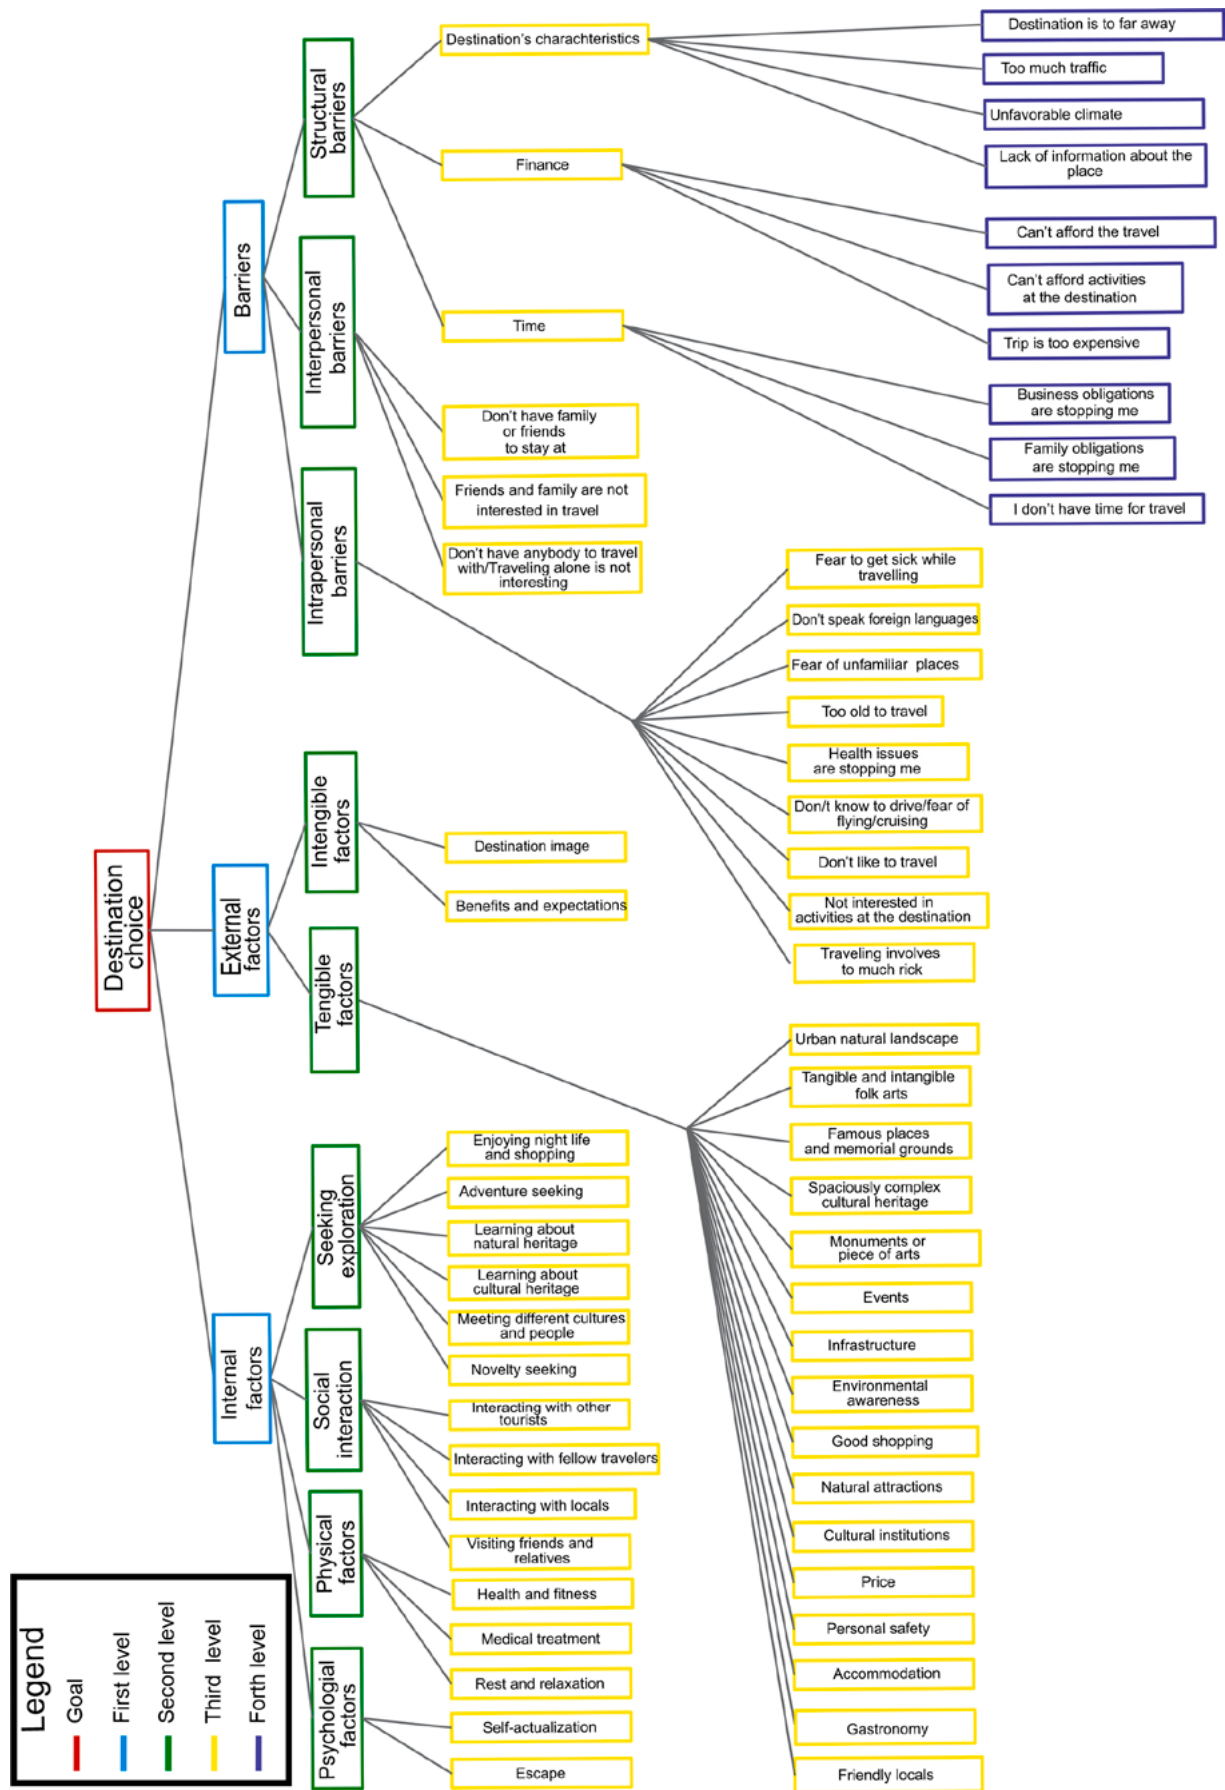 Destination is to far away
Destination's charachteristics
Too much traffic
Structural
barriers
Unfavorable climate
Lack of information about the
place
Finance
Can't afford the travel
Barriers
Can't afford activities
at the destination
Interpersonal
barriers
Time
Trip is too expensive
Business obligations
are stopping me
Don't have family
or friends
to stay at
Family obligations
are stopping me
Friends and family are not
interested in travel
I don't have time for travel
Intrapersonal
barriers
Don't have anybody to travel
with/Traveling alone is not
interesting
Fear to get sick while
travelling
Don't speak foreign languages
Fear of unfamiliar places
Too old to travel
Health issues
are stopping me
Don/t know to drive/fear of
flying/cruising
Don't like to travel
Not interested in
activities at the destination
Traveling involves
to much rick
Destination
choice
External
factors
Intengible
factors
Destination image
Benefits and expectations
Tengible
factors
Urban natural landscape
Tangible and intangible
folk arts
Famous places
and memorial grounds
Spaciously complex
cultural heritage
Monuments or
piece of arts
Events
Infrastructure
Environmental
awareness
Good shopping
Natural attractions
Cultural institutions
Price
Personal safety
Accommodation
Gastronomy
Friendly locals
Internal
factors
Seeking
exploration
Enjoying night life
and shopping
Adventure seeking
Learning about
natural heritage
Learning about
cultural heritage
Meeting different cultures
and people
Novelty seeking
Social
interaction
Interacting with other
tourists
Interacting with fellow travelers
Interacting with locals
Visiting friends and
relatives
Physical
factors
Health and fitness
Medical treatment
Rest and relaxation
Psychologial
factors
Self-actualization
Escape
Legend
Goal
First level
Second level
Third level
Forth level